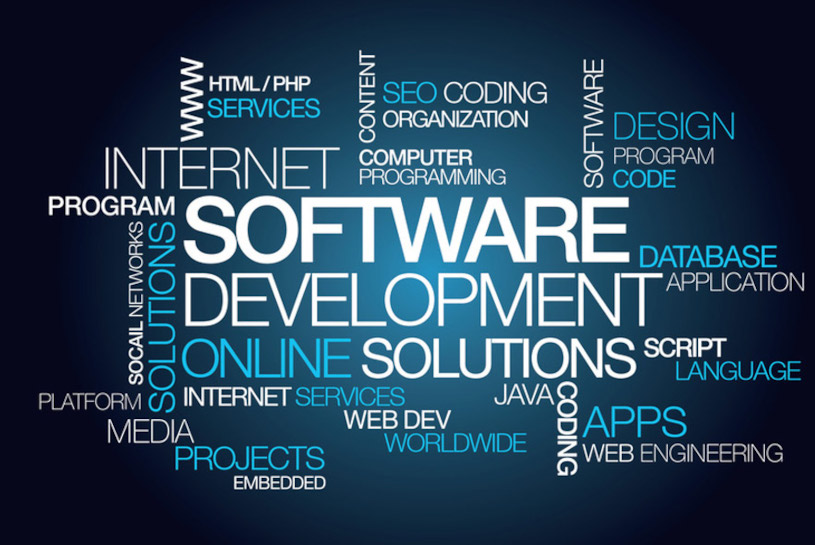 WWW
HTML / PHP
SERVICES
CONTENT
SEO CODING
ORGANIZATION
SOFTWARE
DESIGN
PROGRAM
CODE
INTERNET
COMPUTER
PROGRAMMING
PROGRAM
SOFTWARE
DEVELOPMENT
DATABASE
APPLICATION
SOCAIL NETWORKS
SOLUTIONS
ONLINE SOLUTIONS
SCRIPT
LANGUAGE
PLATFORM
INTERNET SERVICES
JAVA
CODING
APPS
MEDIA
WEB DEV
WORLDWIDE
WEB ENGINEERING
PROJECTS
EMBEDDED